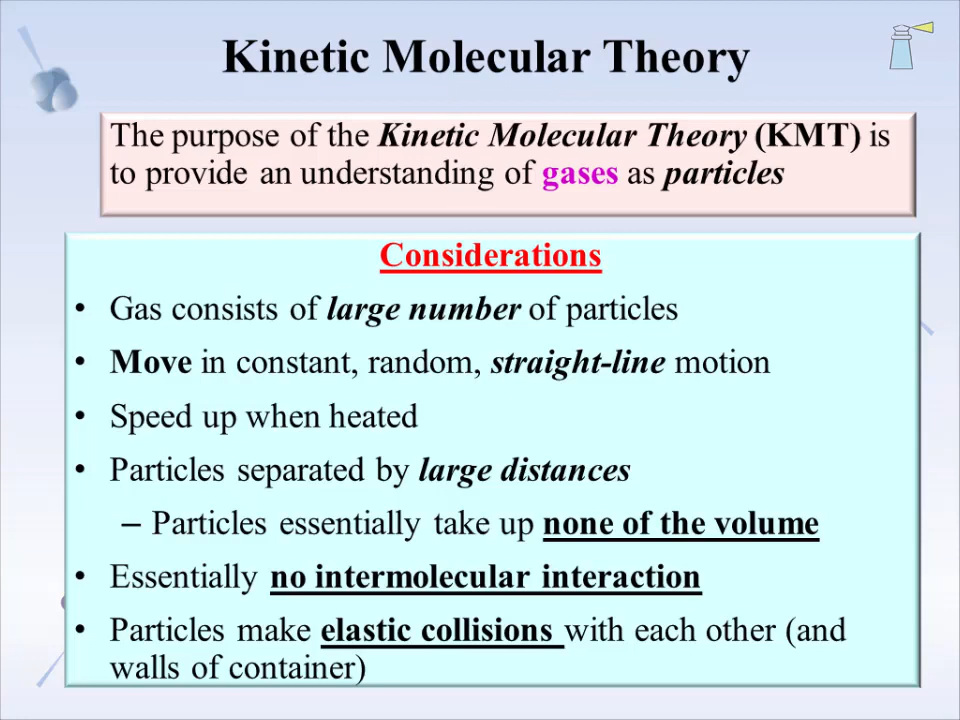 Kinetic Molecular Theory
The purpose of the Kinetic Molecular Theory (KMT) is
to provide an understanding of gases as particles
Considerations
• Gas consists of large number of particles
• Move in constant, random, straight-line motion
• Speed up when heated
• Particles separated by large distances
– Particles essentially take up none of the volume
• Essentially no intermolecular interaction
• Particles make elastic collisions with each other (and
walls of container)